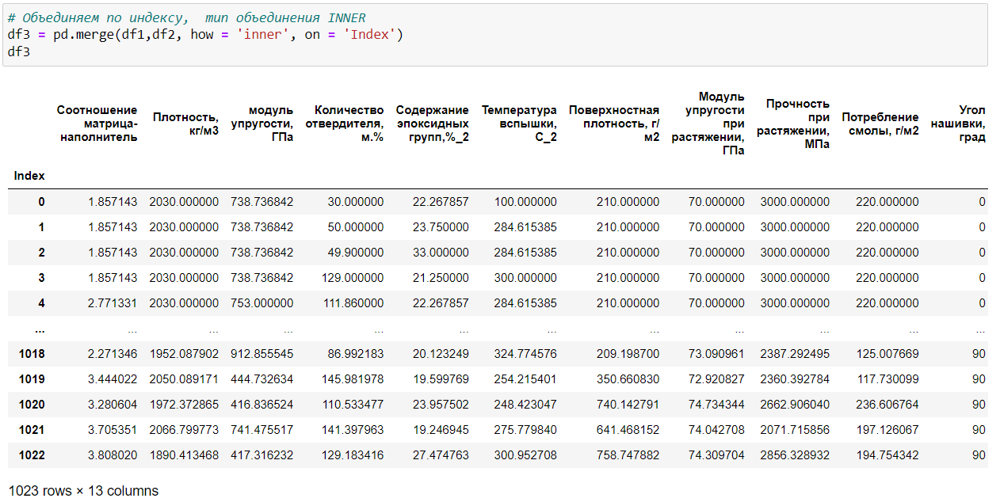 # Объединяем по индексу,  тип объединения INNER
df3 = pd.merge(df1,df2, how = 'inner', on = 'Index')
df3
Соотношение матрица-наполнитель Плотность, кг/м3 модуль упругости, ГПа Количество отвердителя, м.% Содержание эпоксидных групп,%_2 Температура вспышки, С_2 Поверхностная плотность, г/м2 Модуль упругости при растяжении, ГПа Прочность при растяжении, МПа Потребление смолы, г/м2 Угол нашивки, град
Index
0 1.857143 2030.000000 738.736842 30.000000 22.267857 100.000000 210.000000 70.000000 3000.000000 220.000000 0
1 1.857143 2030.000000 738.736842 50.000000 23.750000 284.615385 210.000000 70.000000 3000.000000 220.000000 0
2 1.857143 2030.000000 738.736842 49.900000 33.000000 284.615385 210.000000 70.000000 3000.000000 220.000000 0
3 1.857143 2030.000000 738.736842 129.000000 21.250000 300.000000 210.000000 70.000000 3000.000000 220.000000 0
4 2.771331 2030.000000 753.000000 111.860000 22.267857 284.615385 210.000000 70.000000 3000.000000 220.000000 0
... ... ... ... ... ... ... ... ... ... ... ...
1018 2.271346 1952.087902 912.855545 86.992183 20.123249 324.774576 209.198700 73.090961 2387.292495 125.007669 90
1019 3.444022 2050.089171 444.732634 145.981978 19.599769 254.215401 350.660830 72.920827 2360.392784 117.730099 90
1020 3.280604 1972.372865 416.836524 110.533477 23.957502 248.423047 740.142791 74.734344 2662.906040 236.606764 90
1021 3.705351 2066.799773 741.475517 141.397963 19.246945 275.779840 641.468152 74.042708 2071.715856 197.126067 90
1022 3.808020 1890.413468 417.316232 129.183416 27.474763 300.952708 758.747882 74.309704 2856.328932 194.754342 90
1023 rows × 13 columns